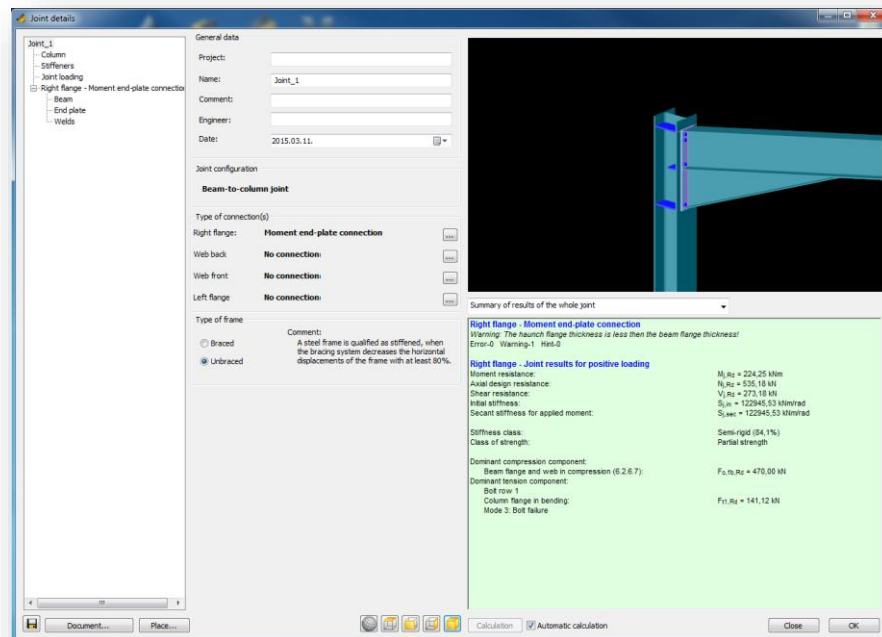 Joint details
Joint_1
Column
Stiffeners
Joint loading
Right flange - Moment end-plate connectio
Beam
End plate
Welds
General data
Project:
Name: Joint_1
Comment:
Engineer:
Date: 2015.03.11.
Joint configuration
Beam-to-column joint
Type of connection(s)
Right flange: Moment end-plate connection ...
Web back No connection: ...
Web front No connection: ...
Left flange No connection: ...
Type of frame
Braced
Unbraced
Comment:
A steel frame is qualified as stiffened, when
the bracing system decreases the horizontal
displacements of the frame with at least 80%.
Summary of results of the whole joint
Right flange - Moment end-plate connection
Warning: The haunch flange thickness is less then the beam flange thickness!
Error-0 Warning-1 Hint-0
Right flange - Joint results for positive loading
Moment resistance: Mj,Rd = 224,25 kNm
Axial design resistance: Nj,Rd = 535,18 kN
Shear resistance: Vj,Rd = 273,18 kN
Initial stiffness: Sj,in = 122945,53 kNm/rad
Secant stiffness for applied moment: Sj,sec = 122945,53 kNm/rad
Stiffness class: Semi-rigid (84,1%)
Class of strength: Partial strength
Dominant compression component:
Beam flange and web in compression (6.2.6.7): Fc,fb,Rd = 470,00 kN
Dominant tension component:
Bolt row 1
Column flange in bending: Ft1,Rd = 141,12 kN
Mode 3: Bolt failure
Document... Place... Calculation Automatic calculation Close OK